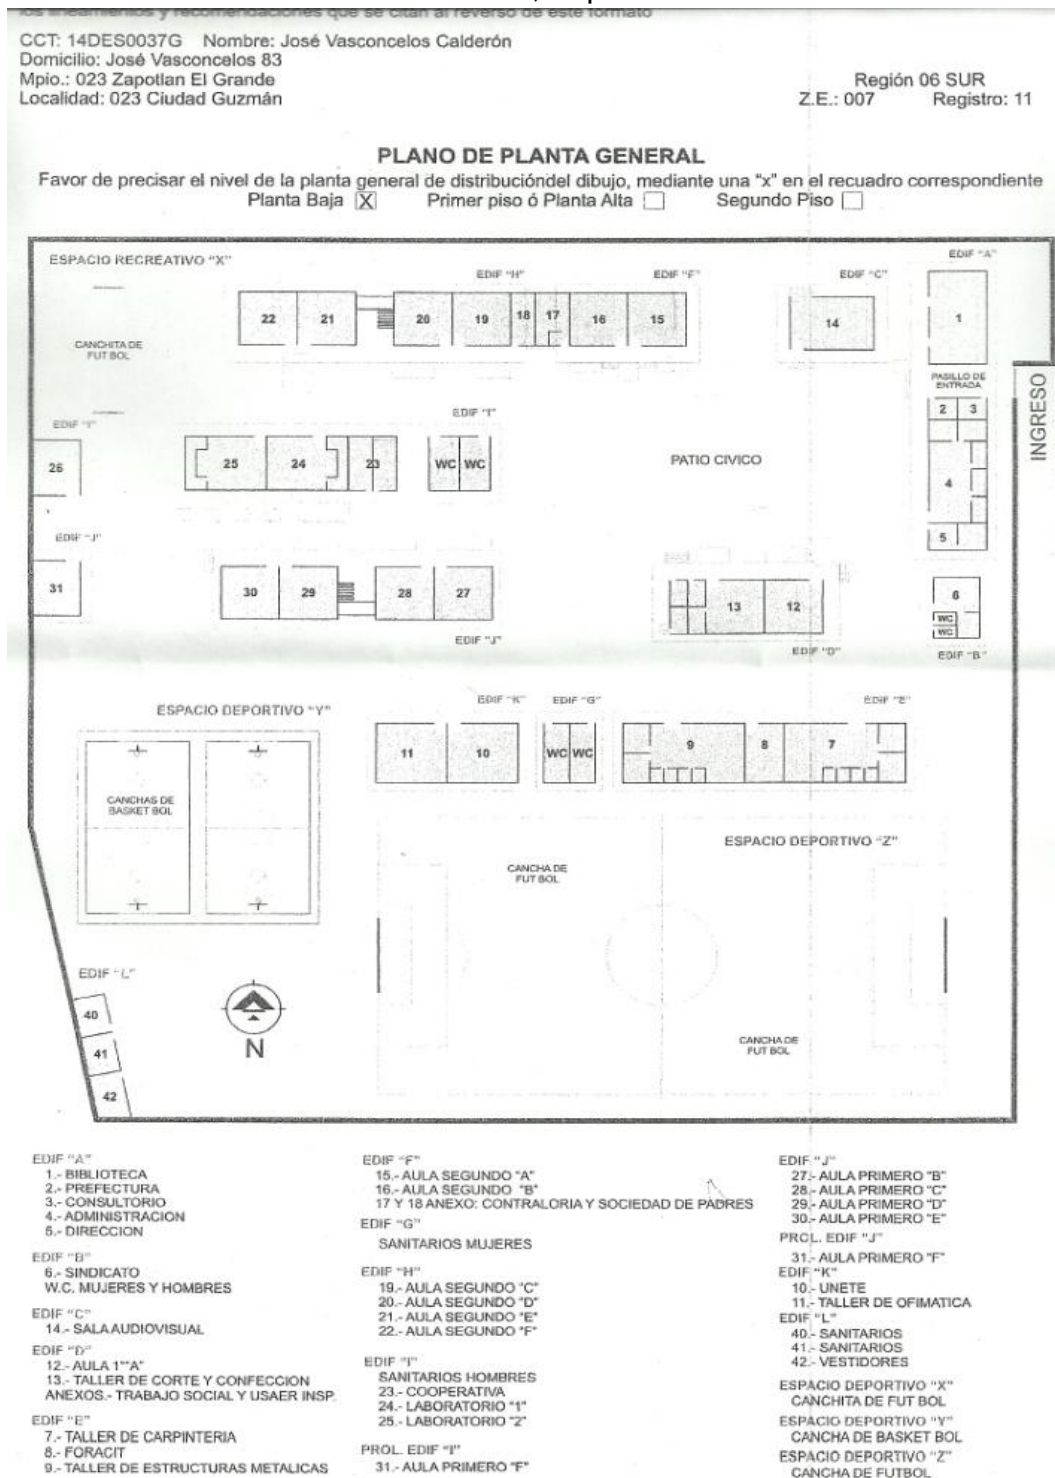 los lineamientos y recomendaciones que se citan al reverso de este formato
CCT: 14DES0037G Nombre: José Vasconcelos Calderón
Domicilio: José Vasconcelos 83
Mpio.: 023 Zapotlan El Grande
Localidad: 023 Ciudad Guzmán
Región 06 SUR
Z.E.: 007 Registro: 11
PLANO DE PLANTA GENERAL
Favor de precisar el nivel de la planta general de distribucióndel dibujo, mediante una "x" en el recuadro correspondiente
Planta Baja X Primer piso ó Planta Alta Segundo Piso
ESPACIO RECREATIVO "X"
EDIF "H"
EDIF "F"
EDIF "C"
EDIF "A"
22 21 20 19 18 17 16 15
14
1
CANCHITA DE
FUT BOL
PASILLO DE
ENTRADA
INGRESO
2 3
EDIF "I"
EDIF "I"
26
25 24 23 WC WC
PATIO CIVICO
4
5
EDIF "J"
31
30 29 28 27
13 12
6
WC
WC
EDIF "J"
EDIF "D"
EDIF "B"
ESPACIO DEPORTIVO "Y"
EDIF "K"
EDIF "G"
EDIF "E"
11 10 WC WC 9 8 7
CANCHAS DE
BASKET BOL
ESPACIO DEPORTIVO "Z"
CANCHA DE
FUT BOL
EDIF "L"
40
41
42
N
CANCHA DE
FUT BOL
EDIF "A"
1.- BIBLIOTECA
2.- PREFECTURA
3.- CONSULTORIO
4.- ADMINISTRACION
5.- DIRECCION
EDIF "B"
6.- SINDICATO
W.C. MUJERES Y HOMBRES
EDIF "C"
14.- SALA AUDIOVISUAL
EDIF "D"
12.- AULA 1°"A"
13.- TALLER DE CORTE Y CONFECCION
ANEXOS.- TRABAJO SOCIAL Y USAER INSP.
EDIF "E"
7.- TALLER DE CARPINTERIA
8.- FORACIT
9.- TALLER DE ESTRUCTURAS METALICAS
EDIF "F"
15.- AULA SEGUNDO "A"
16.- AULA SEGUNDO "B"
17 Y 18 ANEXO: CONTRALORIA Y SOCIEDAD DE PADRES
EDIF "G"
SANITARIOS MUJERES
EDIF "H"
19.- AULA SEGUNDO "C"
20.- AULA SEGUNDO "D"
21.- AULA SEGUNDO "E"
22.- AULA SEGUNDO "F"
EDIF "I"
SANITARIOS HOMBRES
23.- COOPERATIVA
24.- LABORATORIO "1"
25.- LABORATORIO "2"
PROL. EDIF "I"
31.- AULA PRIMERO "F"
EDIF. "J"
27.- AULA PRIMERO "B"
28.- AULA PRIMERO "C"
29.- AULA PRIMERO "D"
30.- AULA PRIMERO "E"
PROL. EDIF "J"
31.- AULA PRIMERO "F"
EDIF "K"
10.- UNETE
11.- TALLER DE OFIMATICA
EDIF "L"
40.- SANITARIOS
41.- SANITARIOS
42.- VESTIDORES
ESPACIO DEPORTIVO "X"
CANCHITA DE FUT BOL
ESPACIO DEPORTIVO "Y"
CANCHA DE BASKET BOL
ESPACIO DEPORTIVO "Z"
CANCHA DE FUTBOL